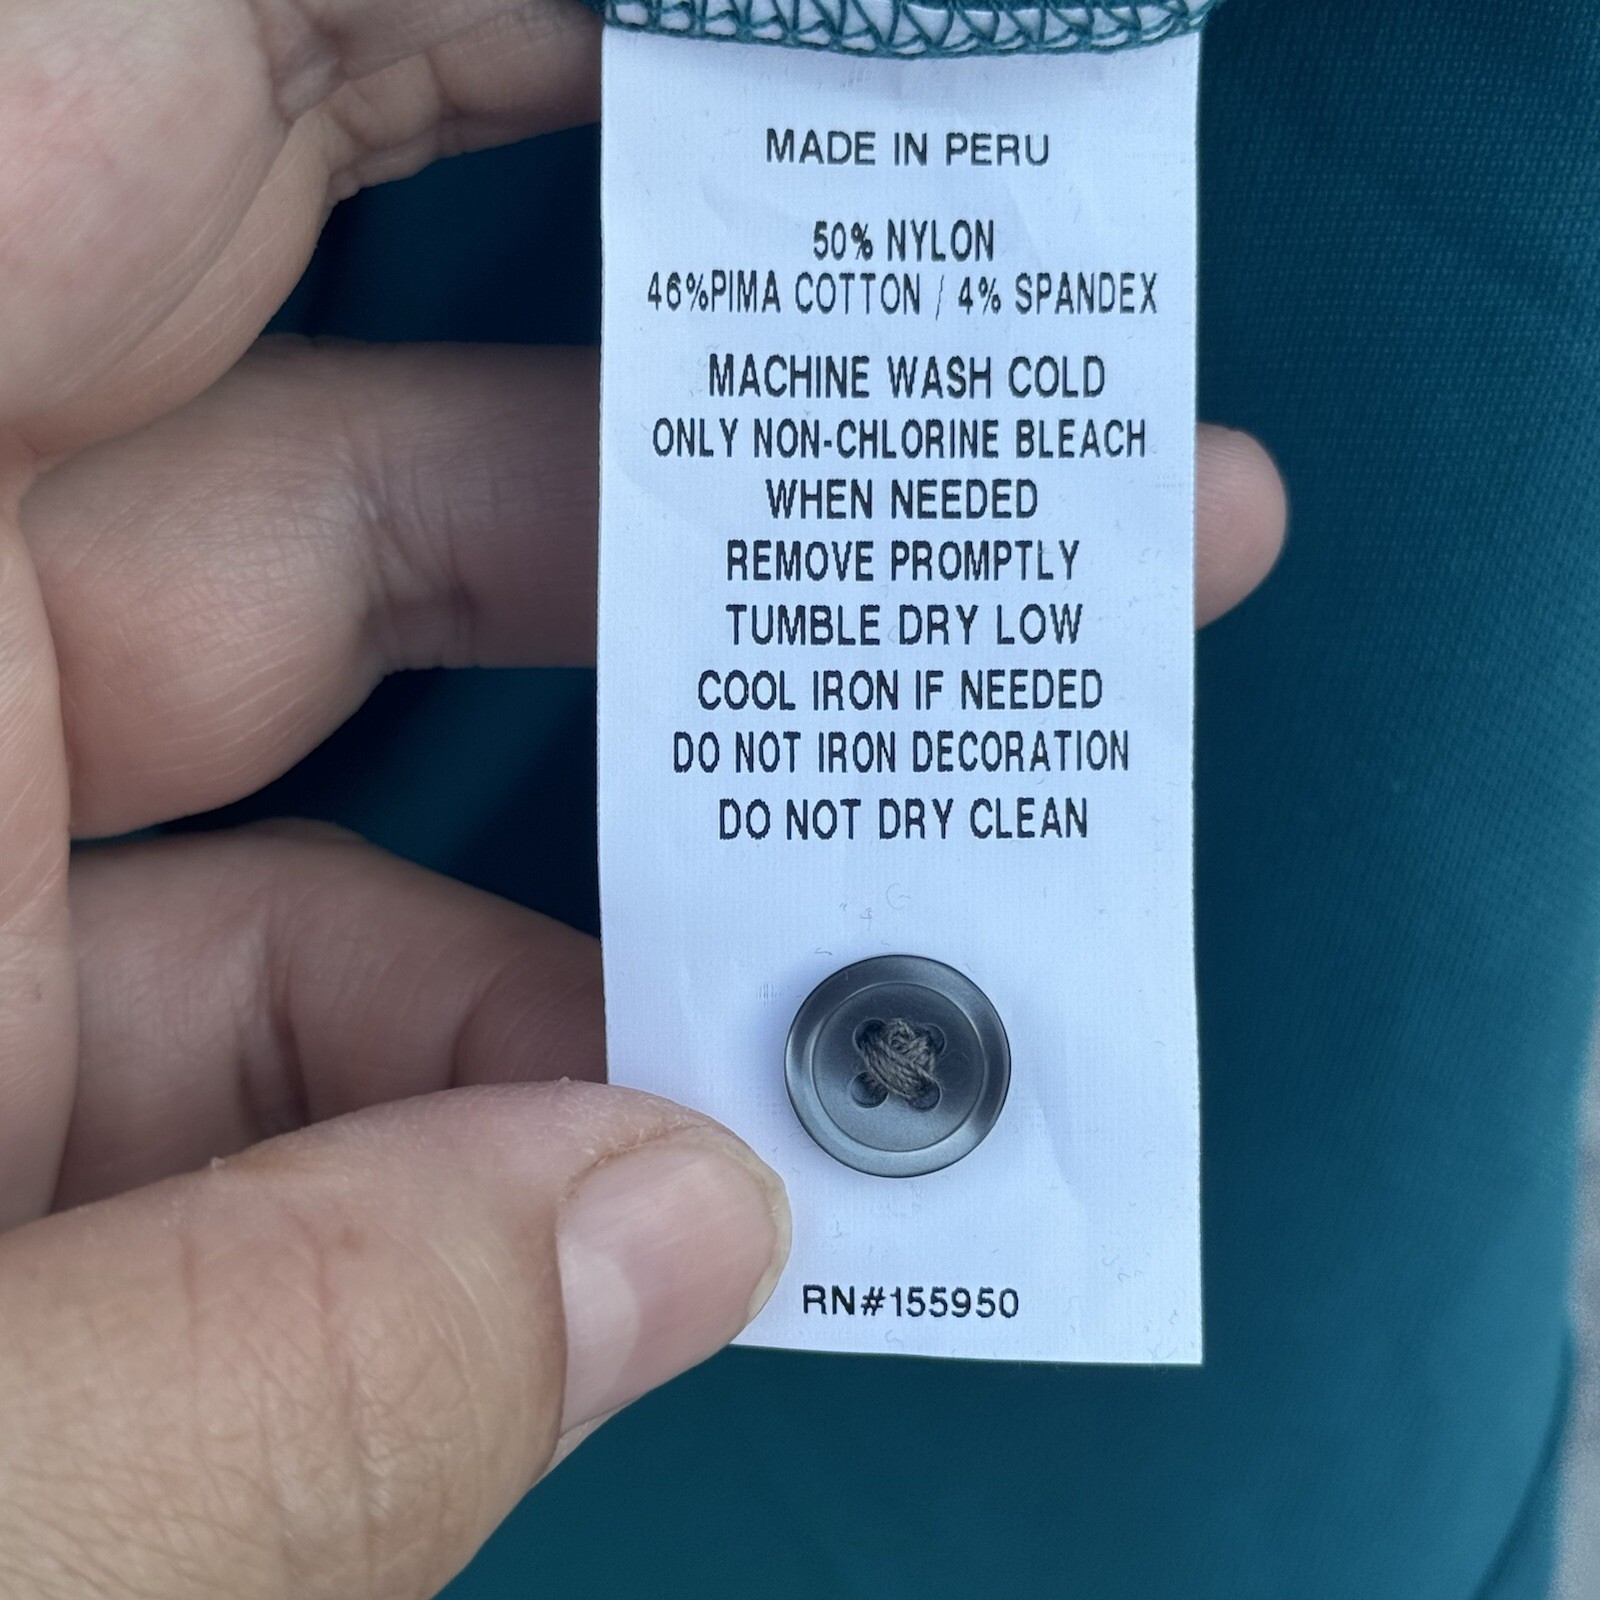 MADE IN PERU
50% NYLON
46%PIMA COTTON / 4% SPANDEX
MACHINE WASH COLD
ONLY NON-CHLORINE BLEACH
WHEN NEEDED
REMOVE PROMPTLY
TUMBLE DRY LOW
COOL IRON IF NEEDED
DO NOT IRON DECORATION
DO NOT DRY CLEAN
RN#155950